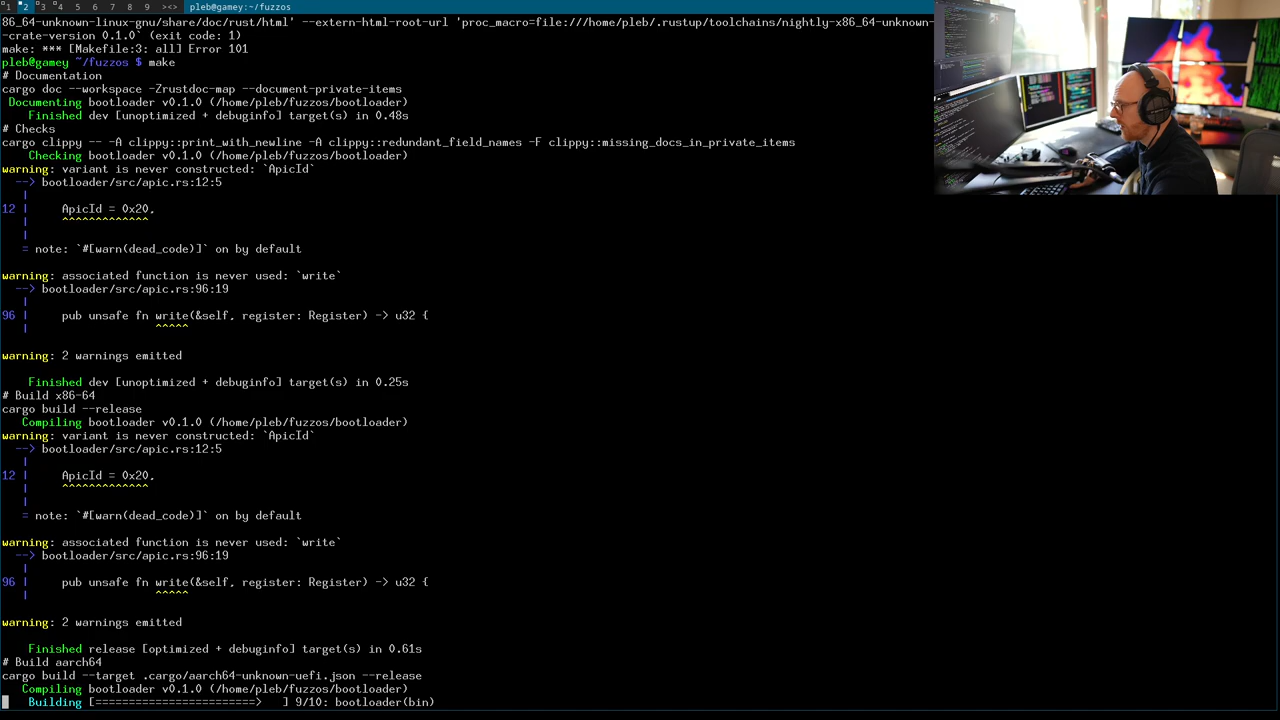 1 2 3 4 5 6 7 8 9 ><> pleb@gamey:~/fuzzos
86_64-unknown-linux-gnu/share/doc/rust/html' --extern-html-root-url 'proc_macro=file:///home/pleb/.rustup/toolchains/nightly-x86_64-unknown-
-crate-version 0.1.0` (exit code: 1)
make: *** [Makefile:3: all] Error 101
pleb@gamey ~/fuzzos $ make
# Documentation
cargo doc --workspace -Zrustdoc-map --document-private-items
Documenting bootloader v0.1.0 (/home/pleb/fuzzos/bootloader)
Finished dev [unoptimized + debuginfo] target(s) in 0.48s
# Checks
cargo clippy -- -A clippy::print_with_newline -A clippy::redundant_field_names -F clippy::missing_docs_in_private_items
Checking bootloader v0.1.0 (/home/pleb/fuzzos/bootloader)
warning: variant is never constructed: `ApicId`
--> bootloader/src/apic.rs:12:5
|
12 | ApicId = 0x20,
| ^^^^^^^^^^^^^
|
= note: `#[warn(dead_code)]` on by default
warning: associated function is never used: `write`
--> bootloader/src/apic.rs:96:19
|
96 | pub unsafe fn write(&self, register: Register) -> u32 {
| ^^^^^
warning: 2 warnings emitted
Finished dev [unoptimized + debuginfo] target(s) in 0.25s
# Build x86-64
cargo build --release
Compiling bootloader v0.1.0 (/home/pleb/fuzzos/bootloader)
warning: variant is never constructed: `ApicId`
--> bootloader/src/apic.rs:12:5
|
12 | ApicId = 0x20,
| ^^^^^^^^^^^^^
|
= note: `#[warn(dead_code)]` on by default
warning: associated function is never used: `write`
--> bootloader/src/apic.rs:96:19
|
96 | pub unsafe fn write(&self, register: Register) -> u32 {
| ^^^^^
warning: 2 warnings emitted
Finished release [optimized + debuginfo] target(s) in 0.61s
# Build aarch64
cargo build --target .cargo/aarch64-unknown-uefi.json --release
Compiling bootloader v0.1.0 (/home/pleb/fuzzos/bootloader)
Building [========================> ] 9/10: bootloader(bin)